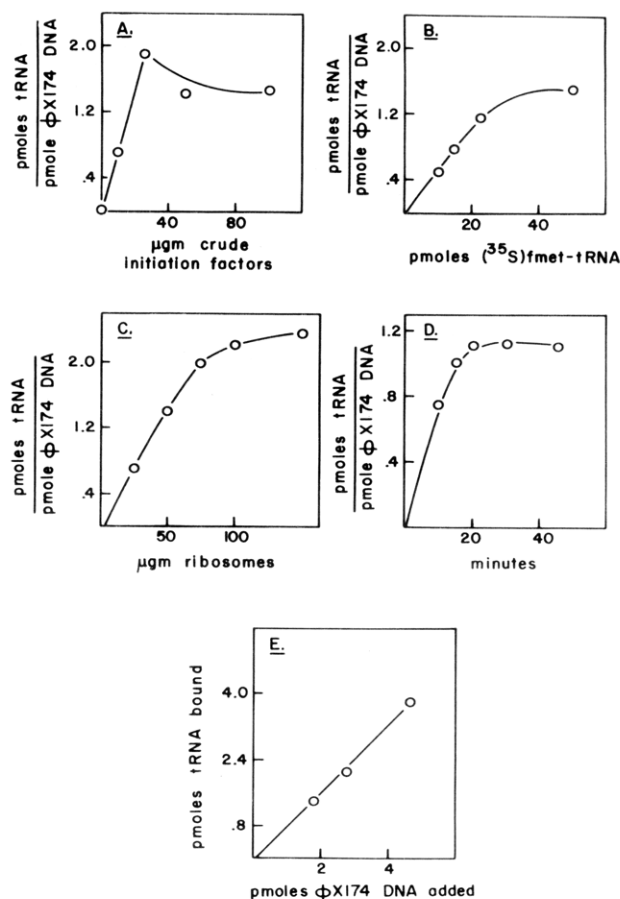 A.
pmoles tRNA
pmole ϕX174 DNA
2.0
1.2
.4
40
80
μgm crude
initiation factors
B.
pmoles tRNA
pmole ϕX174 DNA
2.0
1.2
.4
20
40
pmoles (35S)fmet-tRNA
C.
pmoles tRNA
pmole ϕX174 DNA
2.0
1.2
.4
50
100
μgm ribosomes
D.
pmoles tRNA
pmole ϕX174 DNA
1.2
.8
.4
20
40
minutes
E.
pmoles tRNA bound
4.0
2.4
.8
2
4
pmoles ϕX174 DNA added